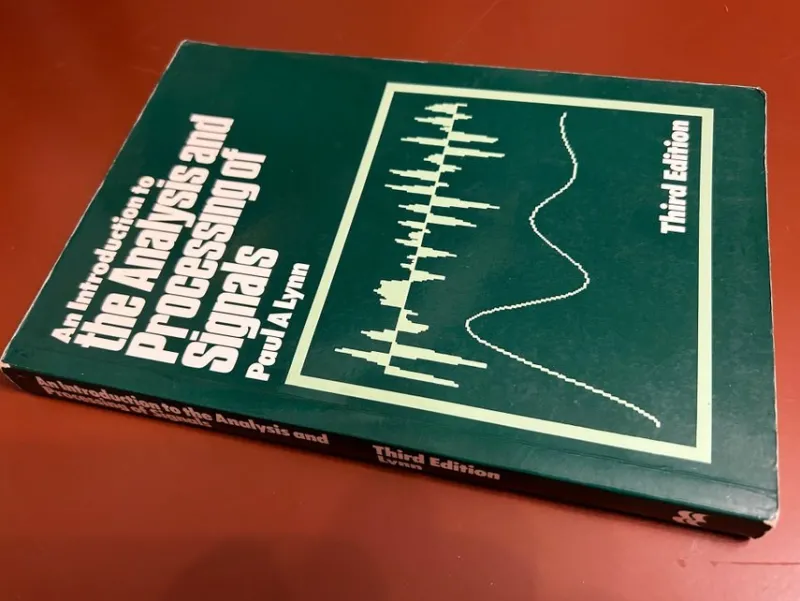 An Introduction to
the Analysis and
Processing of
Signals
Paul A Lynn
Third Edition
An Introduction to the Analysis and
Processing of Signals
Third Edition
Lynn